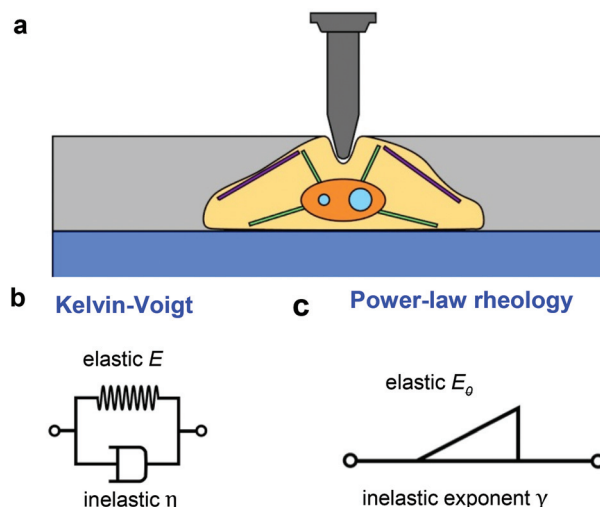 a
b
Kelvin-Voigt
elastic E
inelastic η
c
Power-law rheology
elastic E₀
inelastic exponent γ